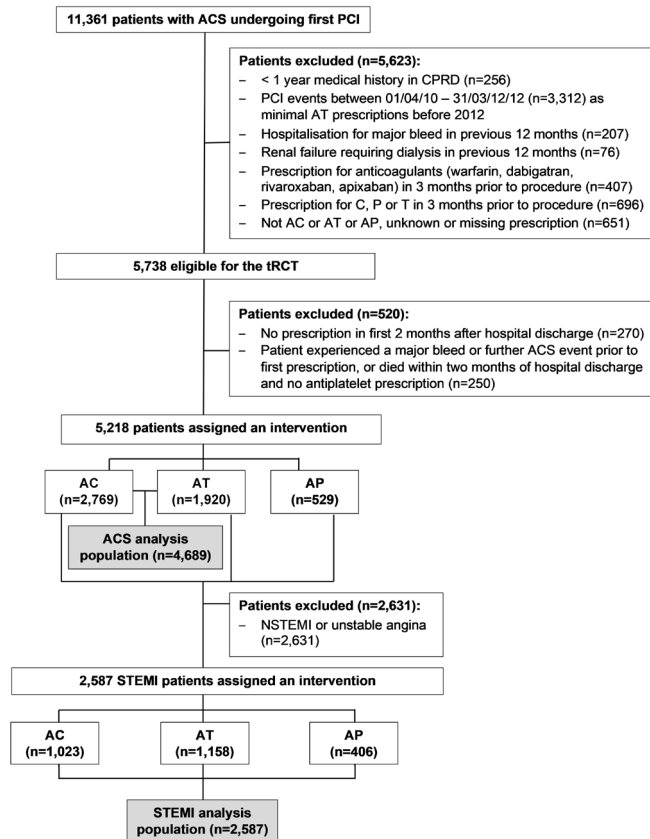 11,361 patients with ACS undergoing first PCI
Patients excluded (n=5,623):
– < 1 year medical history in CPRD (n=256)
– PCI events between 01/04/10 – 31/03/12/12 (n=3,312) as
minimal AT prescriptions before 2012
– Hospitalisation for major bleed in previous 12 months (n=207)
– Renal failure requiring dialysis in previous 12 months (n=76)
– Prescription for anticoagulants (warfarin, dabigatran,
rivaroxaban, apixaban) in 3 months prior to procedure (n=407)
– Prescription for C, P or T in 3 months prior to procedure (n=696)
– Not AC or AT or AP, unknown or missing prescription (n=651)
5,738 eligible for the tRCT
Patients excluded (n=520):
– No prescription in first 2 months after hospital discharge (n=270)
– Patient experienced a major bleed or further ACS event prior to
first prescription, or died within two months of hospital discharge
and no antiplatelet prescription (n=250)
5,218 patients assigned an intervention
AC
(n=2,769)
AT
(n=1,920)
AP
(n=529)
ACS analysis
population (n=4,689)
Patients excluded (n=2,631):
– NSTEMI or unstable angina
(n=2,631)
2,587 STEMI patients assigned an intervention
AC
(n=1,023)
AT
(n=1,158)
AP
(n=406)
STEMI analysis
population (n=2,587)